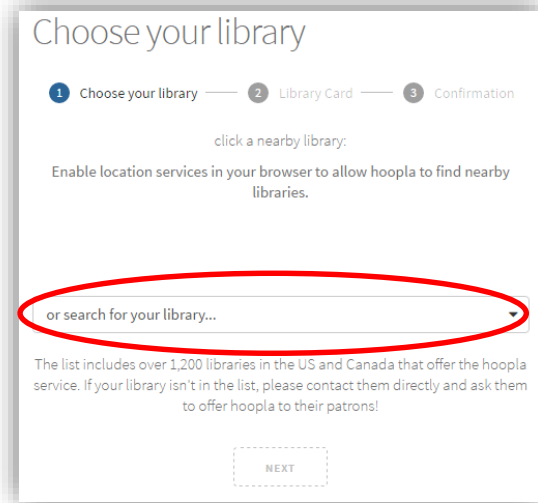 Choose your library
1 Choose your library 2 Library Card 3 Confirmation
click a nearby library:
Enable location services in your browser to allow hoopla to find nearby
libraries.
or search for your library...
The list includes over 1,200 libraries in the US and Canada that offer the hoopla
service. If your library isn't in the list, please contact them directly and ask them
to offer hoopla to their patrons!
NEXT